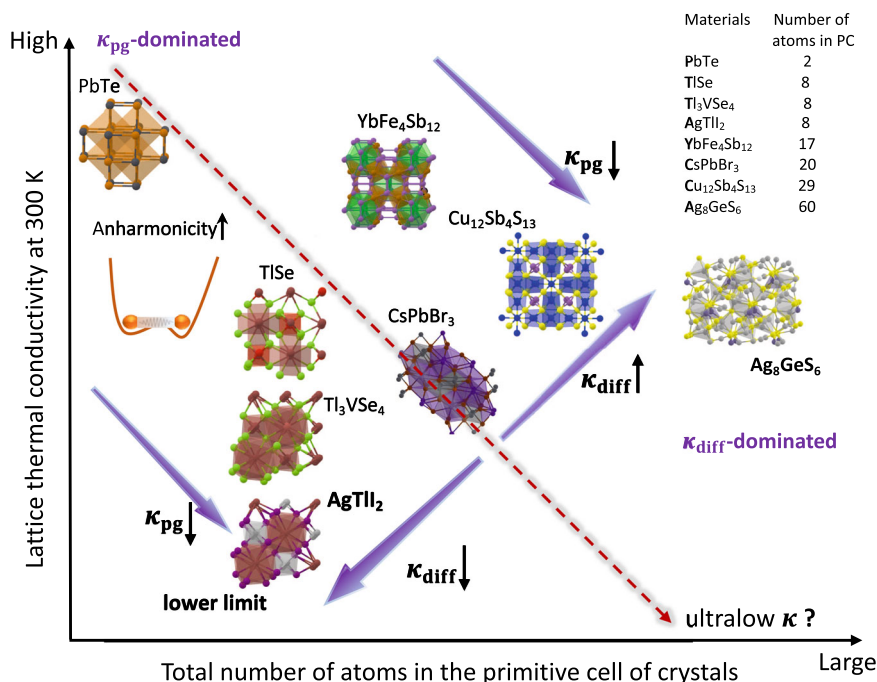 High
κpg-dominated
Materials Number of atoms in PC
PbTe 2
TlSe 8
Tl3VSe4 8
AgTlI2 8
YbFe4Sb12 17
CsPbBr3 20
Cu12Sb4S13 29
Ag8GeS6 60
PbTe
YbFe4Sb12
κpg↓
Cu12Sb4S13
Anharmonicity↑
TlSe
CsPbBr3
κdiff↑
Ag8GeS6
Tl3VSe4
κdiff-dominated
κpg↓
AgTlI2
lower limit
κdiff↓
ultralow κ ?
Lattice thermal conductivity at 300 K
Total number of atoms in the primitive cell of crystals
Large